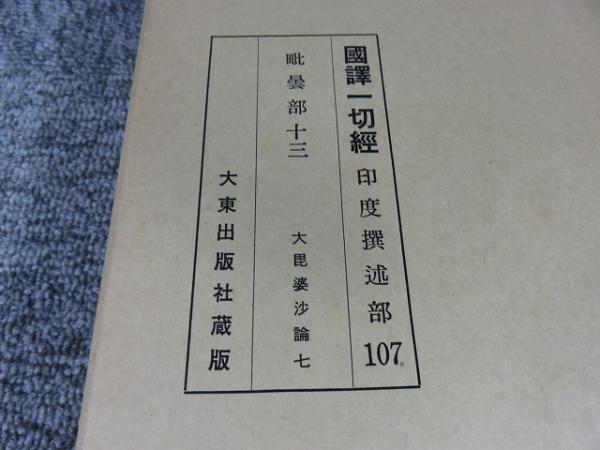 國譯一切經 印度撰述部 107
毗曇部十三 大毘婆沙論七
大東出版社蔵版